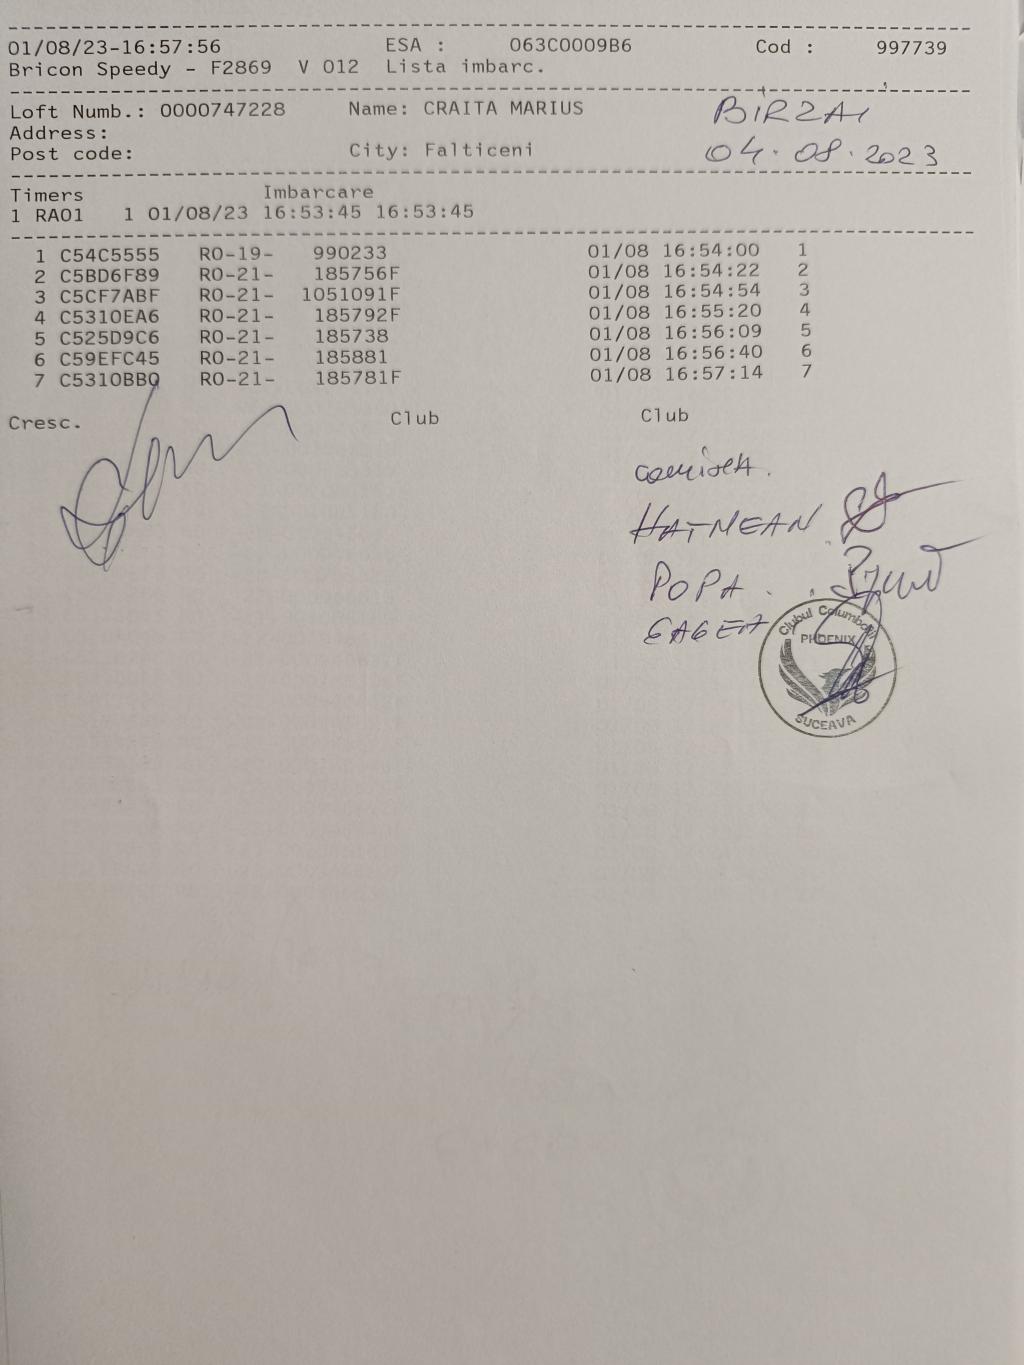 01/08/23-16:57:56 ESA : 063C0009B6 Cod : 997739
Bricon Speedy - F2869 V 012 Lista imbarc.
Loft Numb.: 0000747228 Name: CRAITA MARIUS BIRZAI
Address:
Post code: City: Falticeni 04.08.2023
Timers Imbarcare
1 RA01 1 01/08/23 16:53:45 16:53:45
1 C54C5555 RO-19- 990233 01/08 16:54:00 1
2 C5BD6F89 RO-21- 185756F 01/08 16:54:22 2
3 C5CF7ABF RO-21- 1051091F 01/08 16:54:54 3
4 C5310EA6 RO-21- 185792F 01/08 16:55:20 4
5 C525D9C6 RO-21- 185738 01/08 16:56:09 5
6 C59EFC45 RO-21- 185881 01/08 16:56:40 6
7 C5310BB0 RO-21- 185781F 01/08 16:57:14 7
Cresc. Club Club
HATNEAN
POPA
Clubul Columbofil
PHOENIX
SUCEAVA